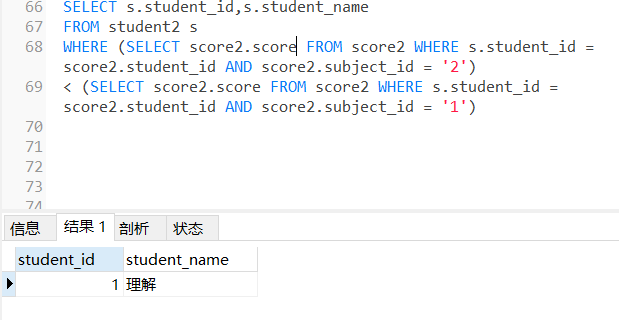 66 SELECT s.student_id,s.student_name
67 FROM student2 s
68 WHERE (SELECT score2.score FROM score2 WHERE s.student_id =
score2.student_id AND score2.subject_id = '2')
69 < (SELECT score2.score FROM score2 WHERE s.student_id =
score2.student_id AND score2.subject_id = '1')
70
71
72
73
74
信息 结果 1 剖析 状态
student_id student_name
1 理解